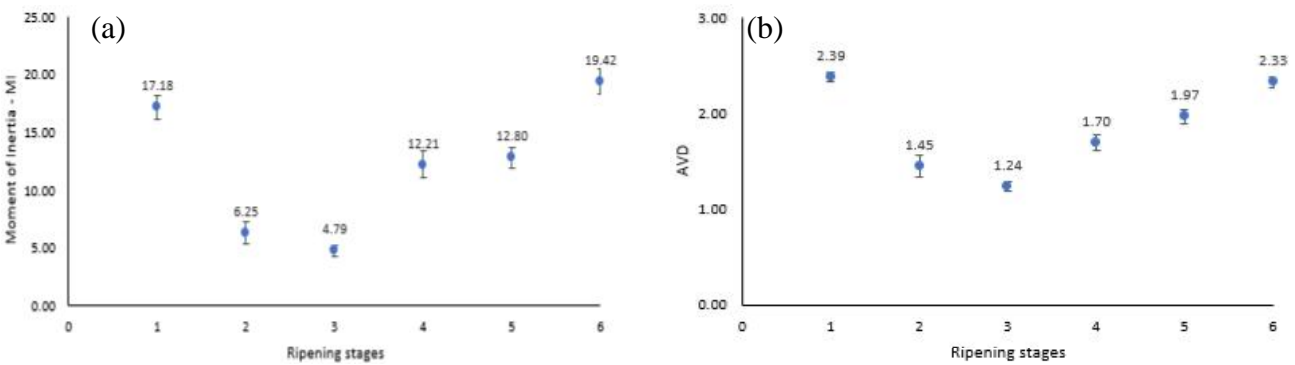 (a)
Moment of Inertia - MI
25.00
20.00
15.00
10.00
5.00
0.00
17.18
6.25
4.79
12.21
12.80
19.42
0 1 2 3 4 5 6
Ripening stages
(b)
AVD
3.00
2.00
1.00
0.00
2.39
1.45
1.24
1.70
1.97
2.33
0 1 2 3 4 5 6
Ripening stages